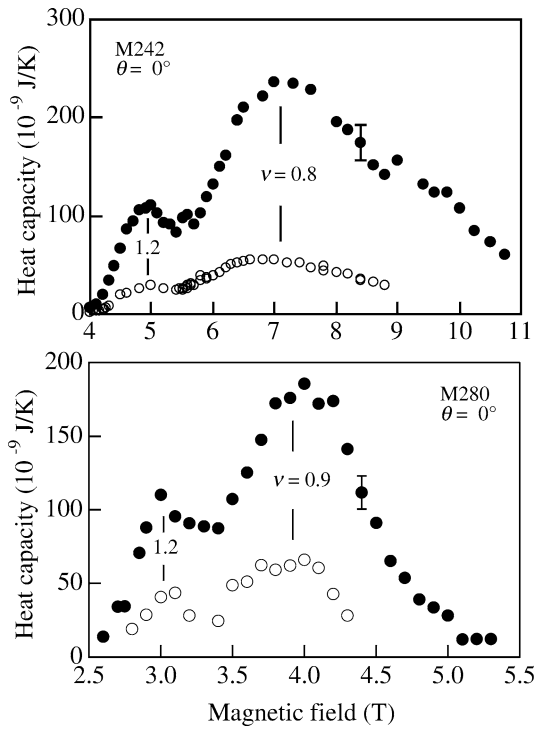 300
M242
θ = 0°
200
Heat capacity (10⁻⁹ J/K)
ν = 0.8
100
1.2
0
4 5 6 7 8 9 10 11
200
M280
θ = 0°
150
Heat capacity (10⁻⁹ J/K)
ν = 0.9
100
1.2
50
0
2.5 3.0 3.5 4.0 4.5 5.0 5.5
Magnetic field (T)